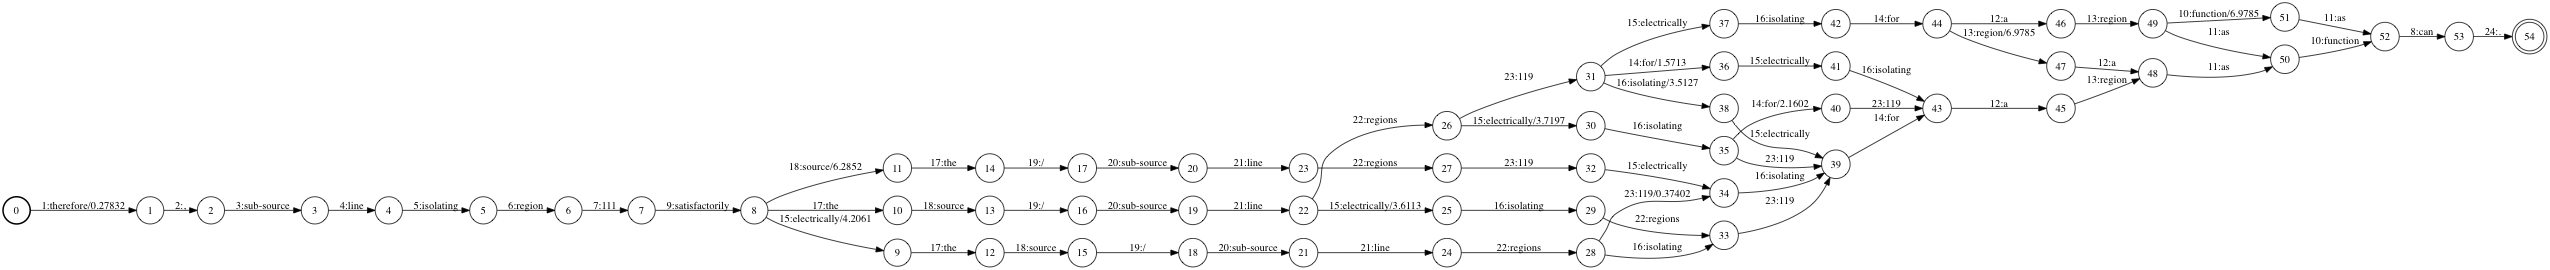 15:electrically
37
16:isolating
42
14:for
44
12:a
46
13:region
49
10:function/6.9785
51
11:as
52
8:can
53
24:.
54
13:region/6.9785
11:as
10:function
23:119
31
14:for/1.5713
36
15:electrically
41
16:isolating
47
12:a
48
11:as
50
16:isolating/3.5127
13:region
38
14:for/2.1602
40
23:119
43
12:a
45
22:regions
26
15:electrically/3.7197
30
16:isolating
35
15:electrically
14:for
23:119
39
18:source/6.2852
11
17:the
14
19:/
17
20:sub-source
20
21:line
23
22:regions
27
23:119
32
15:electrically
34
16:isolating
0
1:therefore/0.27832
1
2:,
2
3:sub-source
3
4:line
4
5:isolating
5
6:region
6
7:111
7
9:satisfactorily
8
17:the
10
18:source
13
19:/
16
20:sub-source
19
21:line
22
15:electrically/3.6113
25
16:isolating
29
23:119/0.37402
22:regions
33
23:119
15:electrically/4.2061
9
17:the
12
18:source
15
19:/
18
20:sub-source
21
21:line
24
22:regions
28
16:isolating